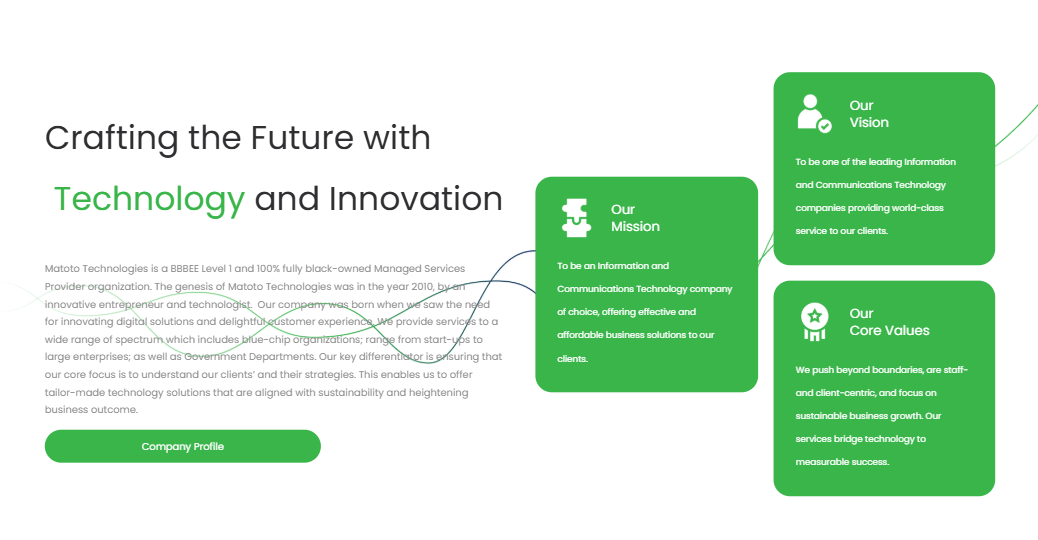 Crafting the Future with
Technology and Innovation
Matoto Technologies is a BBBEE Level 1 and 100% fully black-owned Managed Services
Provider organization. The genesis of Matoto Technologies was in the year 2010, by an
innovative entrepreneur and technologist.  Our company was born when we saw the need
for innovating digital solutions and delightful customer experience. We provide services to a
wide range of spectrum which includes blue-chip organizations; range from start-ups to
large enterprises; as well as Government Departments. Our key differentiator is ensuring that
our core focus is to understand our clients’ and their strategies. This enables us to offer
tailor-made technology solutions that are aligned with sustainability and heightening
business outcome.
Company Profile
Our
Mission
To be an Information and
Communications Technology company
of choice, offering effective and
affordable business solutions to our
clients.
Our
Vision
To be one of the leading Information
and Communications Technology
companies providing world-class
service to our clients.
Our
Core Values
We push beyond boundaries, are staff-
and client-centric, and focus on
sustainable business growth. Our
services bridge technology to
measurable success.